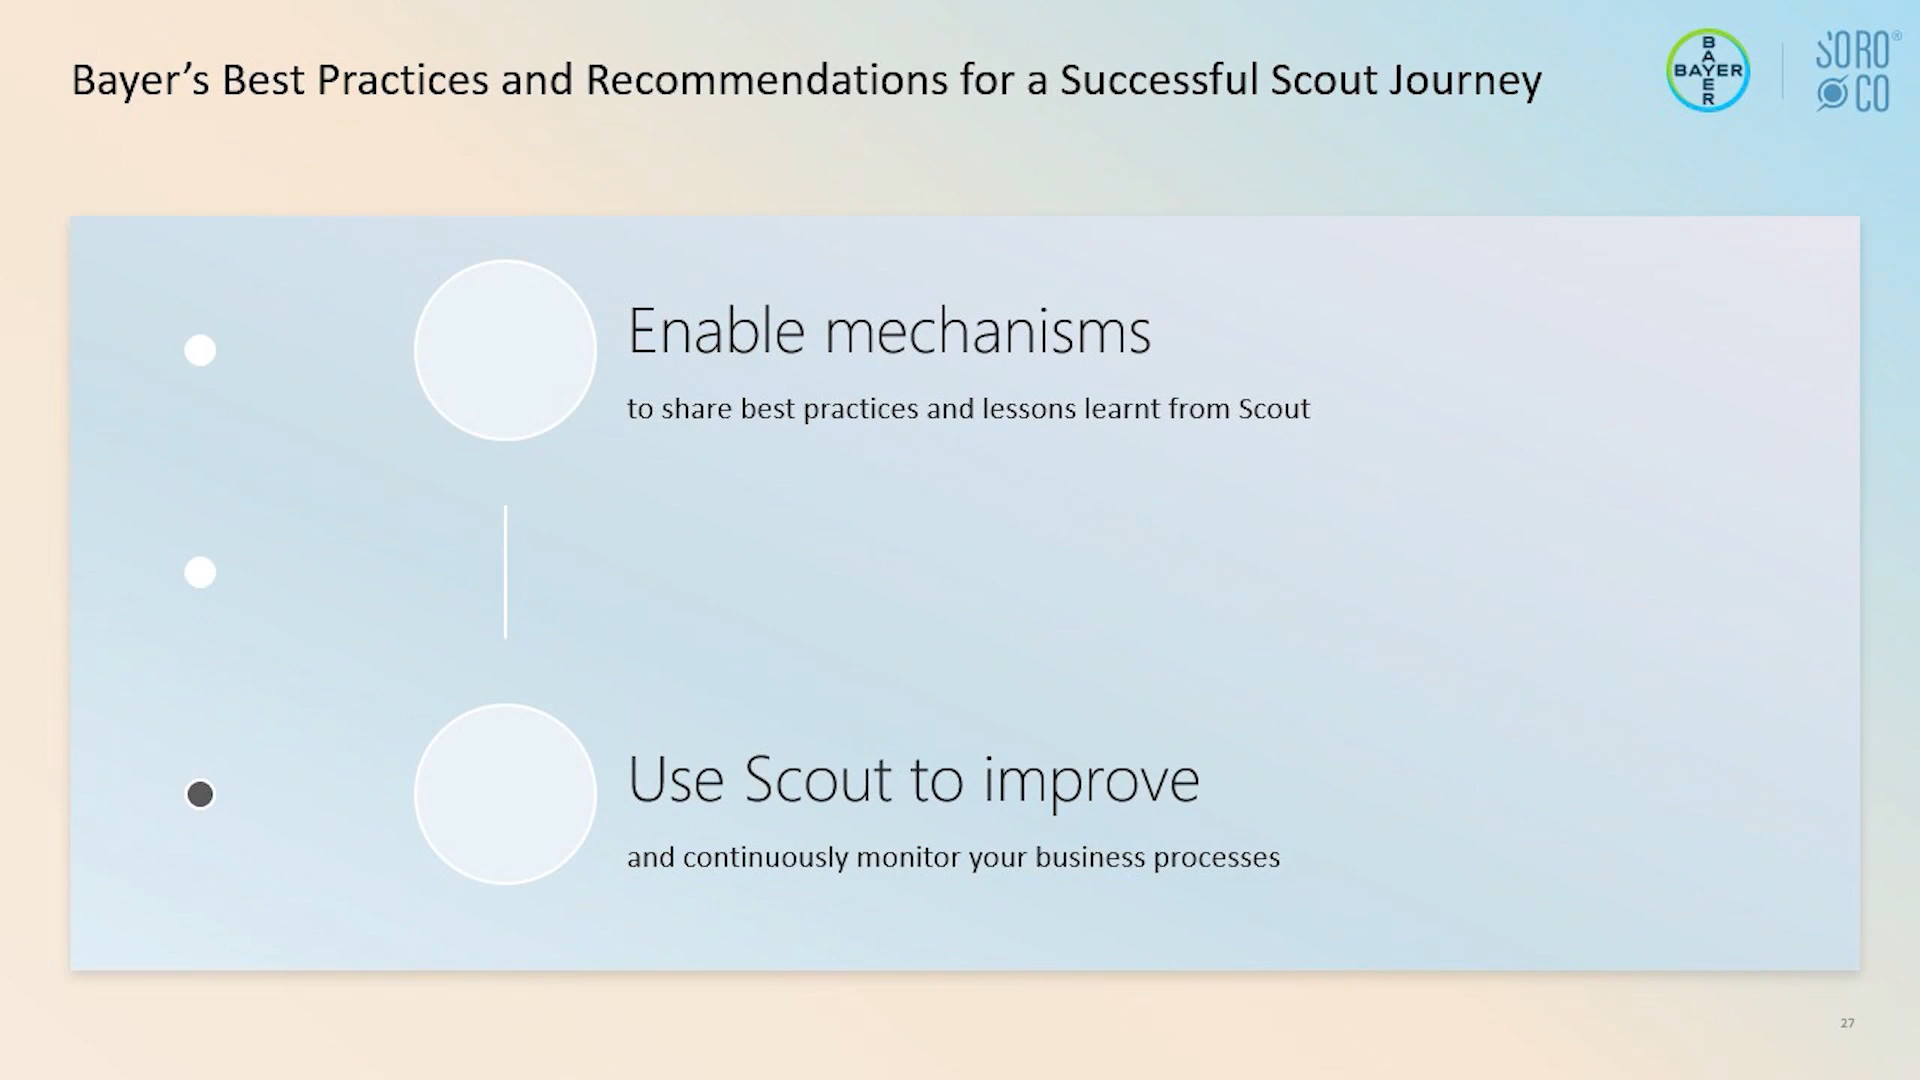 Bayer’s Best Practices and Recommendations for a Successful Scout Journey
BAYER
BAYER
SORO®
CO
Enable mechanisms
to share best practices and lessons learnt from Scout
Use Scout to improve
and continuously monitor your business processes
27